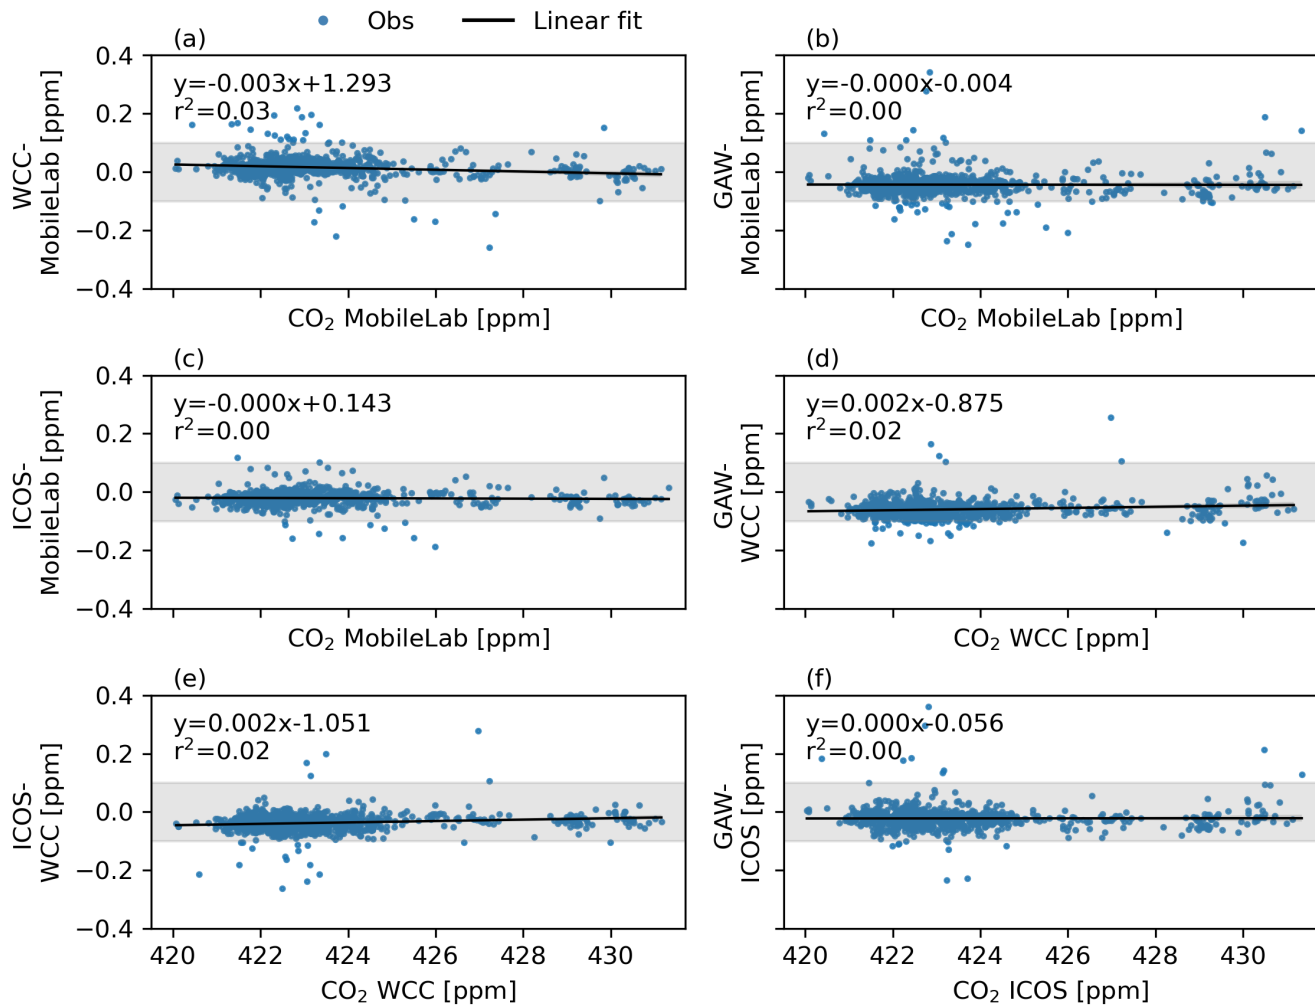 Obs Linear fit
(a)
y=-0.003x+1.293
r²=0.03
0.4
0.2
0.0
−0.2
−0.4
WCC-
MobileLab [ppm]
420 422 424 426 428 430
CO₂ MobileLab [ppm]
(b)
y=-0.000x-0.004
r²=0.00
GAW-
MobileLab [ppm]
CO₂ MobileLab [ppm]
(c)
y=-0.000x+0.143
r²=0.00
0.4
0.2
0.0
−0.2
−0.4
ICOS-
MobileLab [ppm]
CO₂ MobileLab [ppm]
(d)
y=0.002x-0.875
r²=0.02
GAW-
WCC [ppm]
CO₂ WCC [ppm]
(e)
y=0.002x-1.051
r²=0.02
0.4
0.2
0.0
−0.2
−0.4
ICOS-
WCC [ppm]
420 422 424 426 428 430
CO₂ WCC [ppm]
(f)
y=0.000x-0.056
r²=0.00
GAW-
ICOS [ppm]
420 422 424 426 428 430
CO₂ ICOS [ppm]